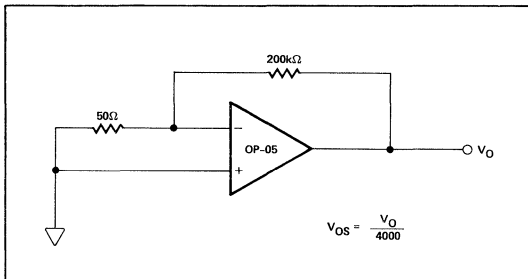 200kΩ
50Ω
−
OP-05
+
VO
VOS = VO
4000